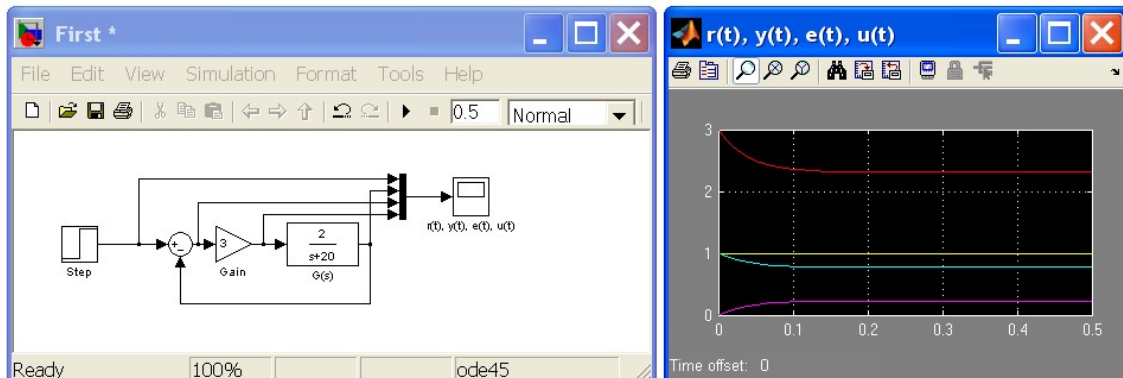 First *
File Edit View Simulation Format Tools Help
0.5 Normal
Step
+
-
3
Gain
2
s+20
G(s)
r(t), y(t), e(t), u(t)
Ready 100% ode45
r(t), y(t), e(t), u(t)
3
2
1
0
0 0.1 0.2 0.3 0.4 0.5
Time offset: 0